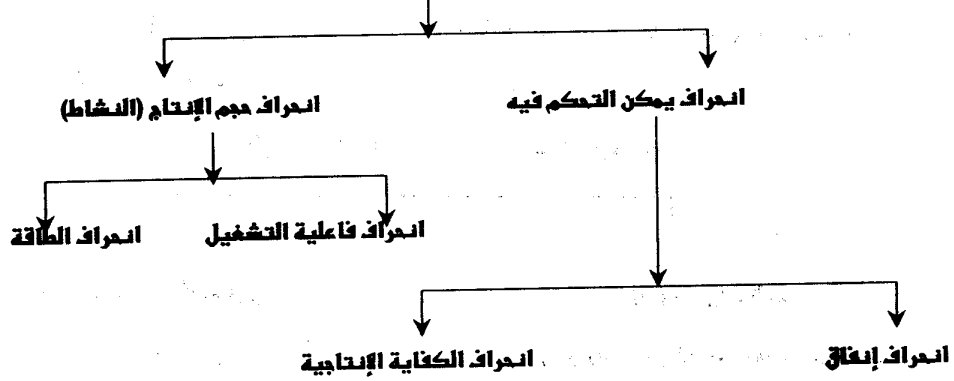 انحراف يمكن التحكم فيه
انحراف حجم الإنتاج (النشاط)
انحراف فاعلية التشغيل
انحراف الطاقة
انحراف إنفاق
انحراف الكفاية الإنتاجية